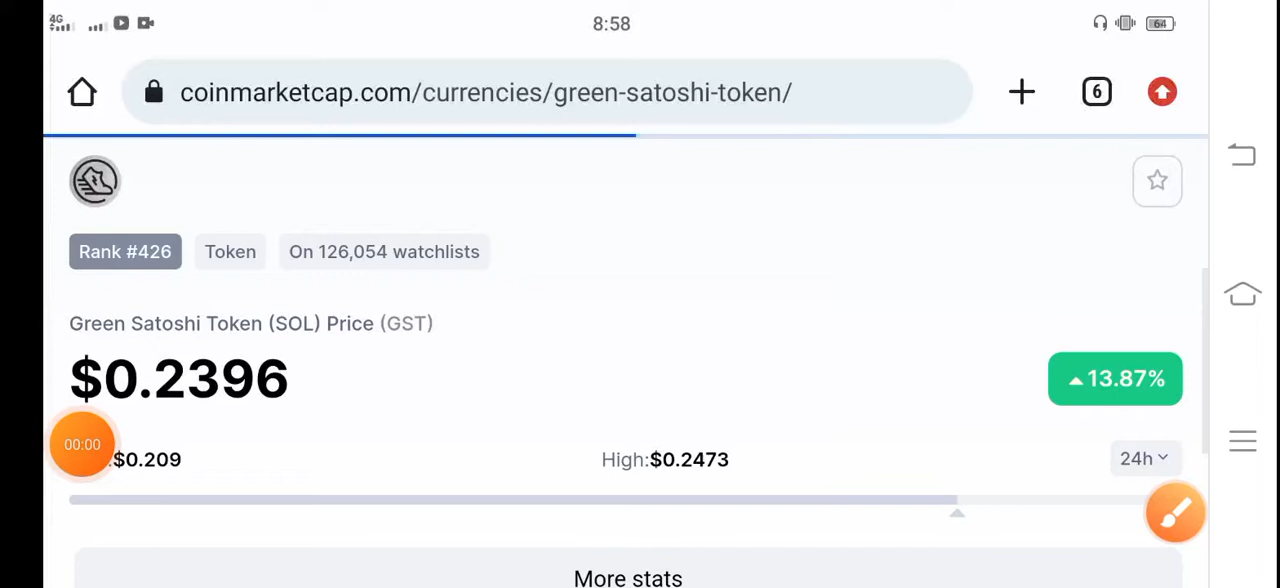 4G 8:58 64
coinmarketcap.com/currencies/green-satoshi-token/ 6
Rank #426 Token On 126,054 watchlists
Green Satoshi Token (SOL) Price (GST)
$0.2396 13.87%
00:00
:$0.209 High:$0.2473 24h
More stats